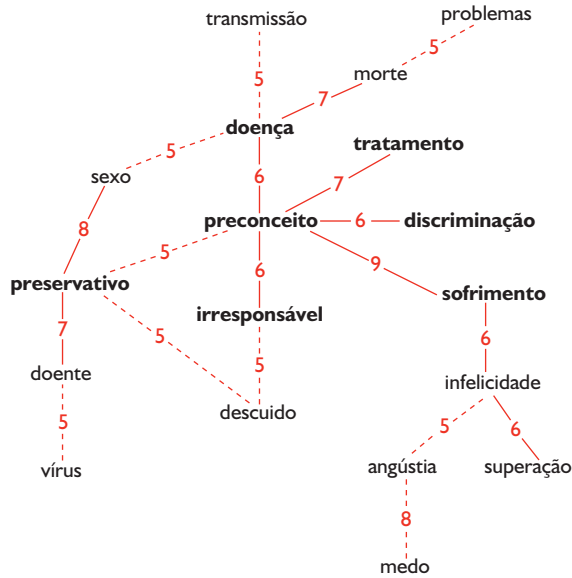 problemas
transmissão
5
5
morte
7
doença
tratamento
5
sexo
6
7
8
preconceito
6
discriminação
5
9
6
preservativo
sofrimento
irresponsável
7
5
6
5
doente
infelicidade
descuido
5
5
6
vírus
angústia
superação
8
medo